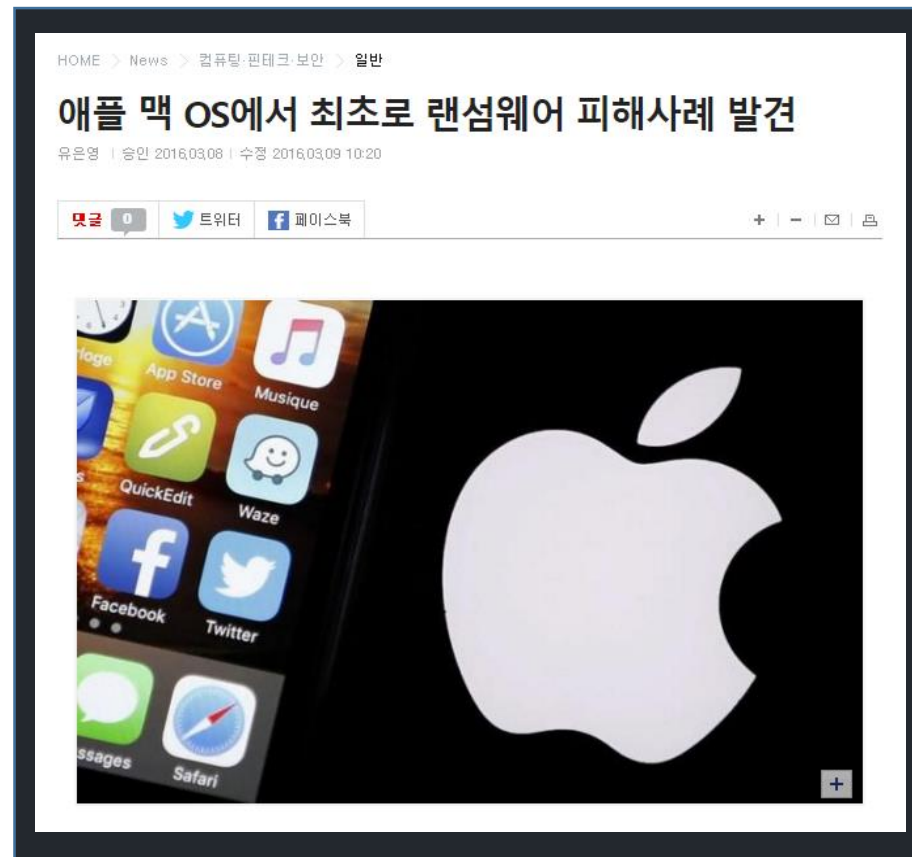 HOME > News > 컴퓨팅·핀테크·보안 > 일반
애플 맥 OS에서 최초로 랜섬웨어 피해사례 발견
유은영 | 승인 2016.03.08 | 수정 2016.03.09 10:20
댓글 0 트위터 페이스북
App Store
Musique
QuickEdit
Waze
Facebook
Twitter
Safari